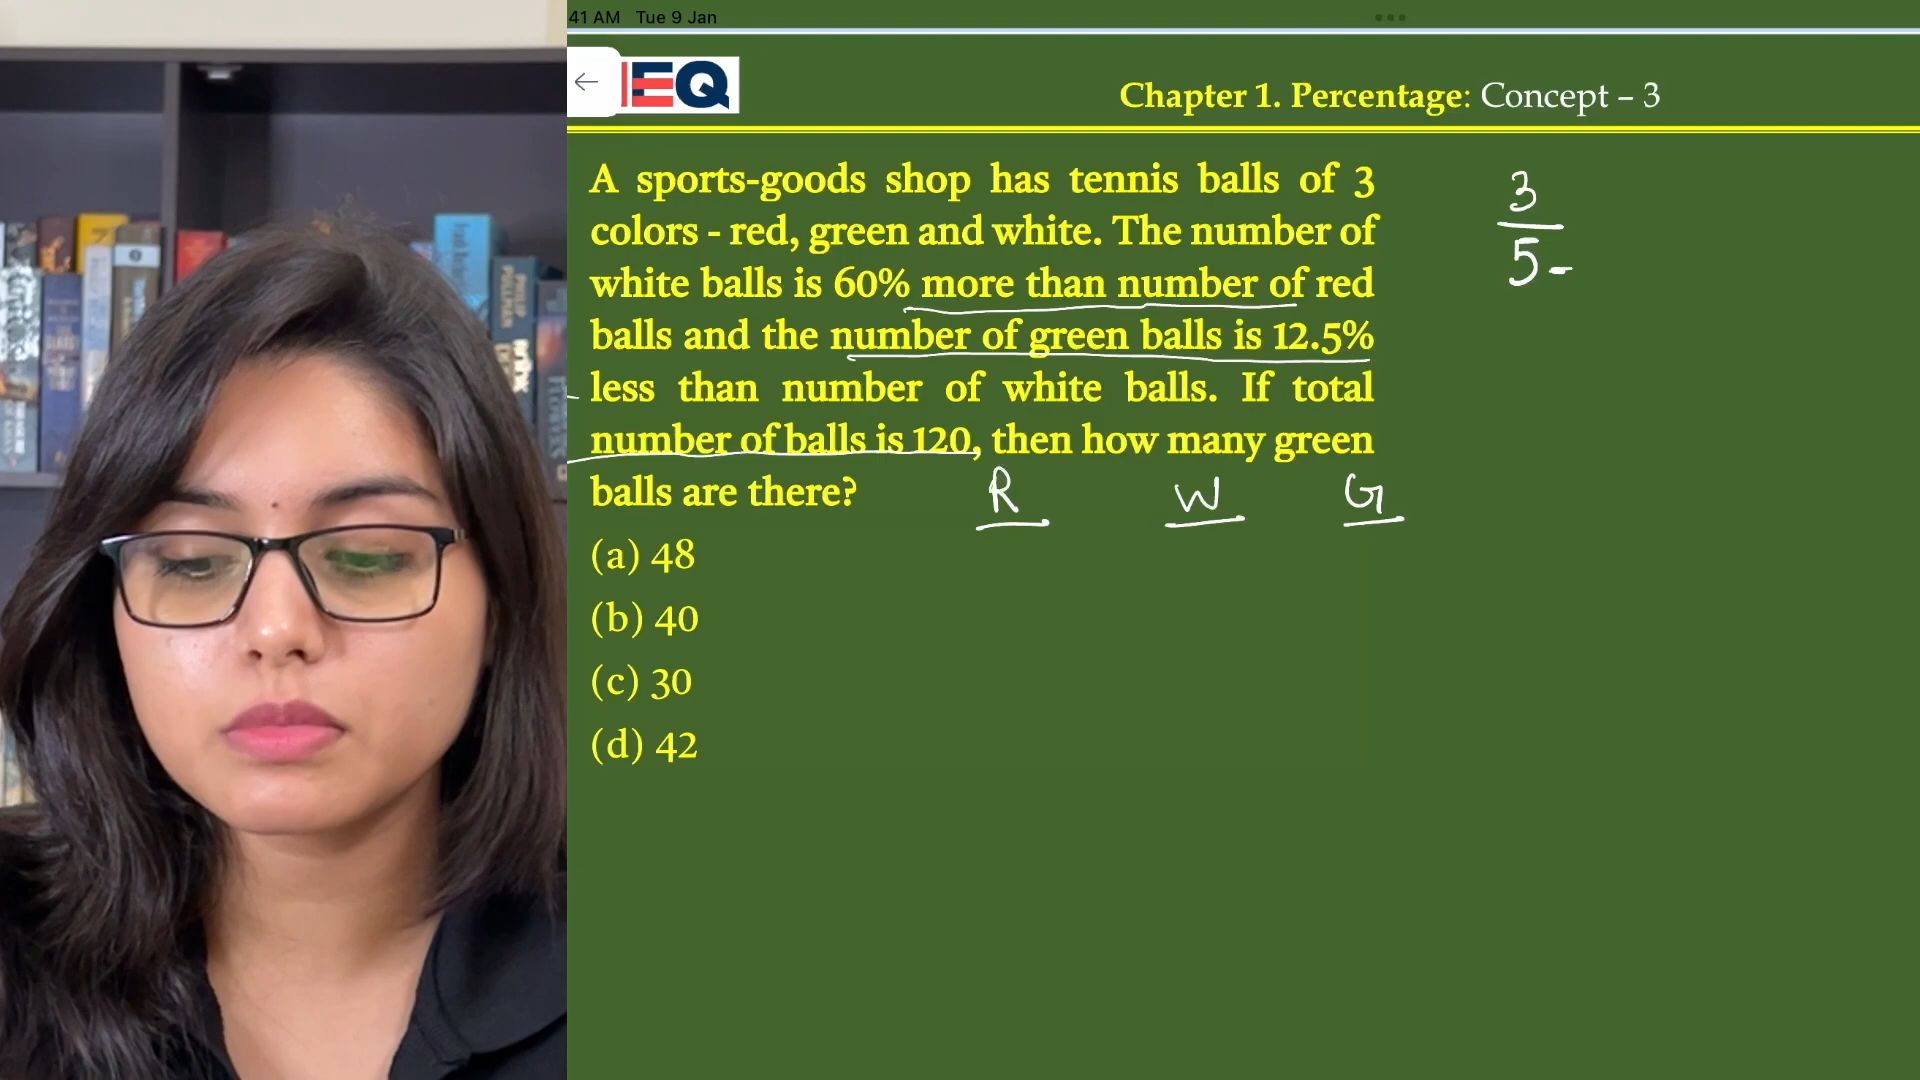 41 AM Tue 9 Jan
EQ
Chapter 1. Percentage: Concept – 3
A sports-goods shop has tennis balls of 3
colors - red, green and white. The number of
white balls is 60% more than number of red
balls and the number of green balls is 12.5%
less than number of white balls. If total
number of balls is 120, then how many green
balls are there?
(a) 48
(b) 40
(c) 30
(d) 42
3
5 -
R W G